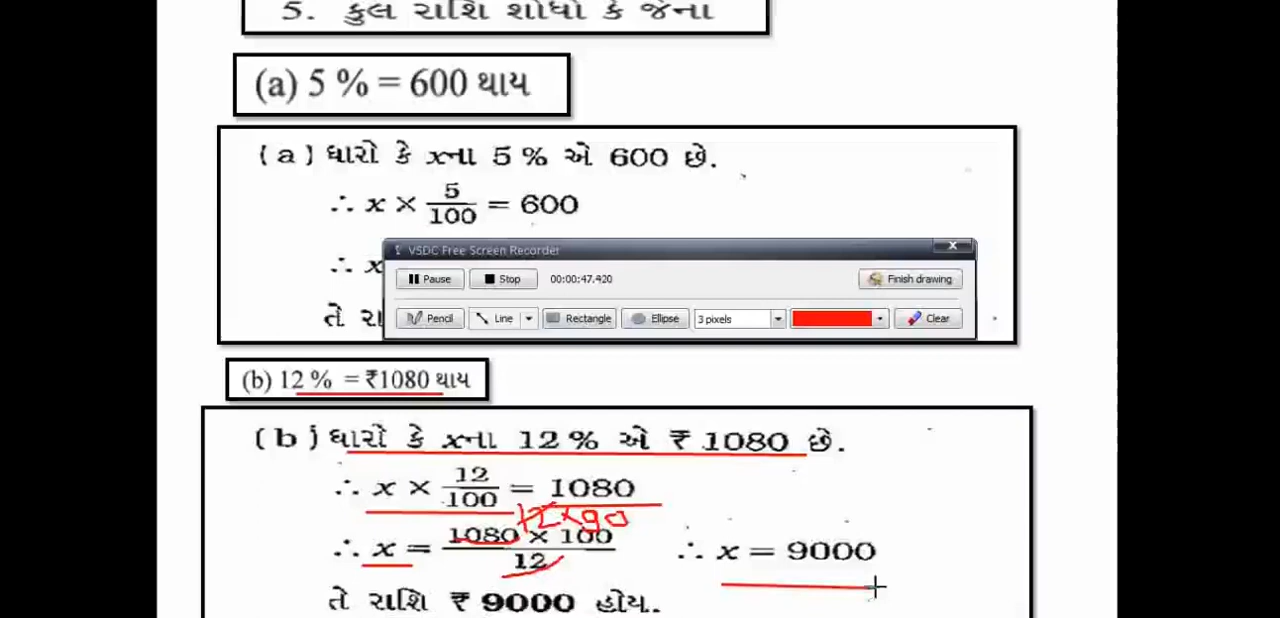 5. કુલ રાશિ શોધો કે જેના
(a) 5 % = 600 થાય
(a) ધારો કે xના 5 % એ 600 છે.
∴ x × 5/100 = 600
∴ x
VSDC Free Screen Recorder
Pause Stop 00:00:47.420 Finish drawing
Pencil Line Rectangle Ellipse 3 pixels Clear
તે રા
(b) 12 % = ₹1080 થાય
(b) ધારો કે xના 12 % એ ₹ 1080 છે.
∴ x × 12/100 = 1080
12 × 90
∴ x = 1080 × 100/12 ∴ x = 9000
તે રાશિ ₹ 9000 હોય.